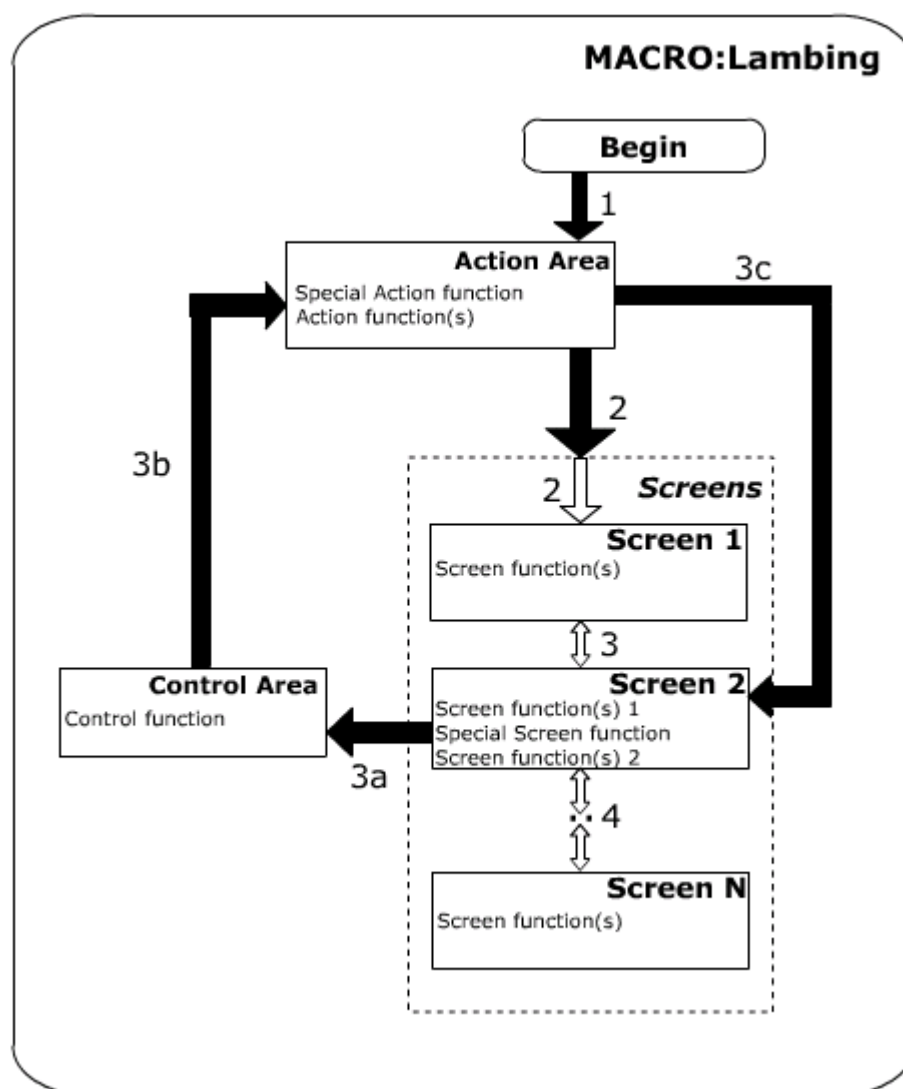 MACRO:Lambing
Begin
1
Action Area
Special Action function
Action function(s)
3c
2
3b
2
Screens
Screen 1
Screen function(s)
3
Screen 2
Screen function(s) 1
Special Screen function
Screen function(s) 2
Control Area
Control function
3a
4
Screen N
Screen function(s)